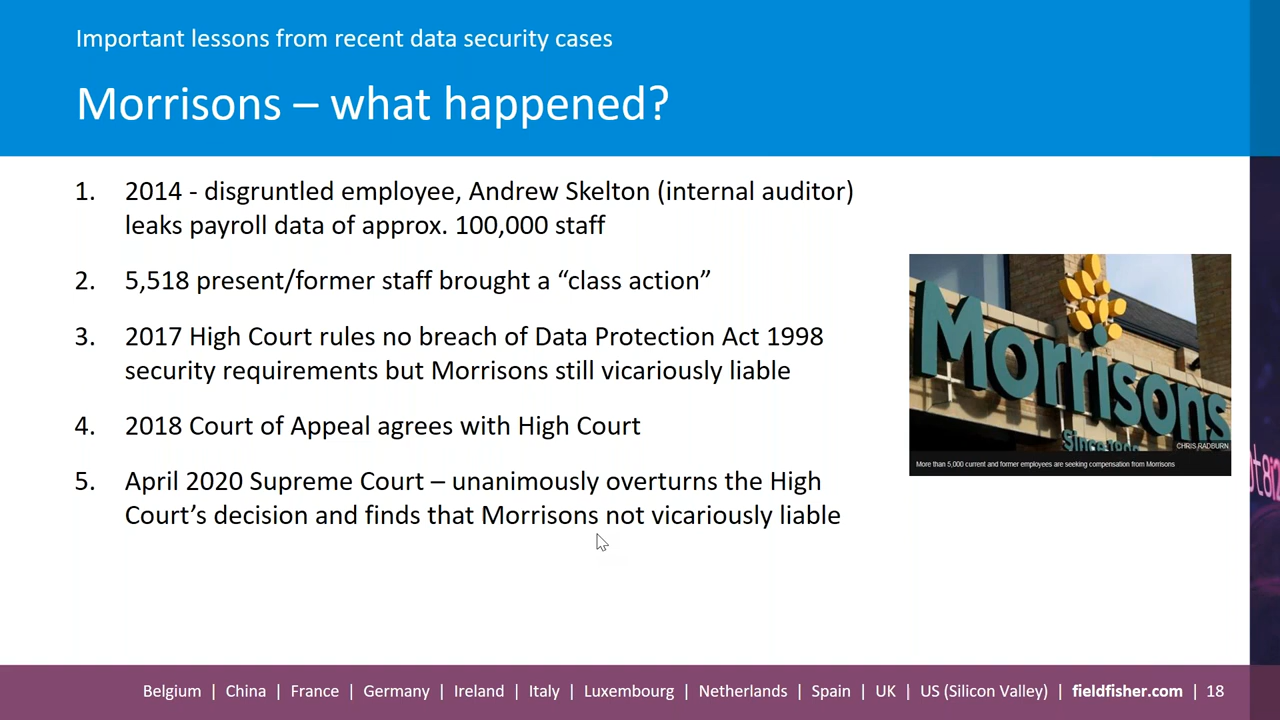 Important lessons from recent data security cases
Morrisons – what happened?
1. 2014 - disgruntled employee, Andrew Skelton (internal auditor)
leaks payroll data of approx. 100,000 staff
2. 5,518 present/former staff brought a “class action”
3. 2017 High Court rules no breach of Data Protection Act 1998
security requirements but Morrisons still vicariously liable
4. 2018 Court of Appeal agrees with High Court
5. April 2020 Supreme Court – unanimously overturns the High
Court’s decision and finds that Morrisons not vicariously liable
Morrisons
Since
CHRIS RADBURN
More than 5,000 current and former employees are seeking compensation from Morrisons
Belgium | China | France | Germany | Ireland | Italy | Luxembourg | Netherlands | Spain | UK | US (Silicon Valley) | fieldfisher.com | 18